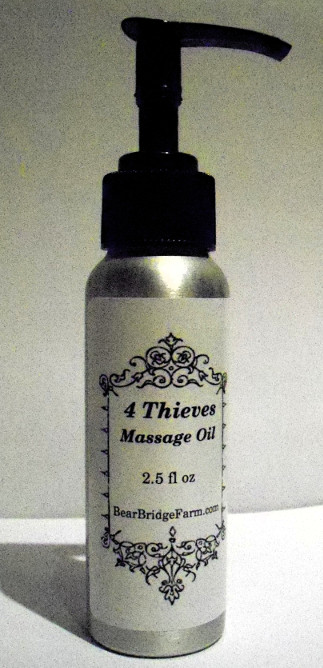 4 Thieves
Massage Oil
2.5 fl oz
BearBridgeFarm.com